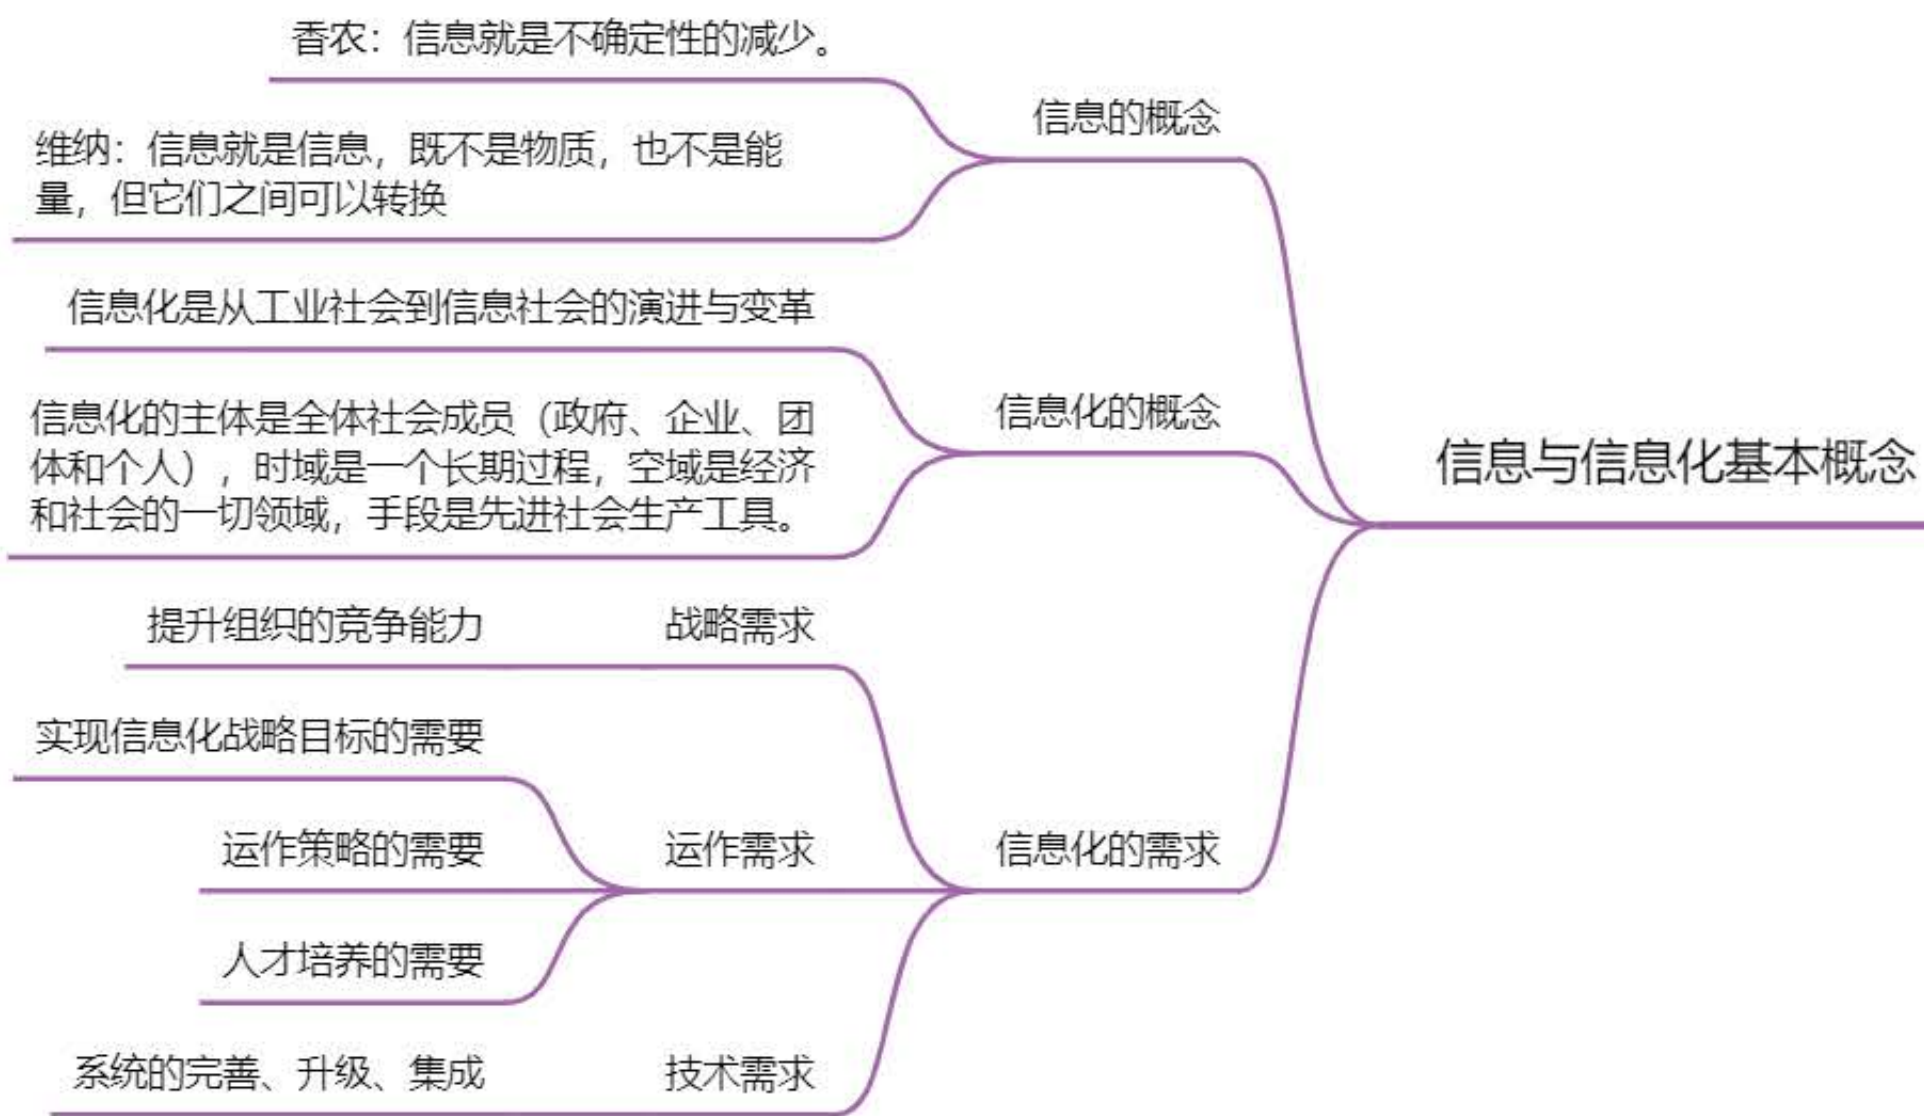 香农：信息就是不确定性的减少。
信息的概念
维纳：信息就是信息，既不是物质，也不是能
量，但它们之间可以转换
信息化是从工业社会到信息社会的演进与变革
信息化的概念
信息化的主体是全体社会成员（政府、企业、团
体和个人），时域是一个长期过程，空域是经济
和社会的一切领域，手段是先进社会生产工具。
信息与信息化基本概念
提升组织的竞争能力
战略需求
实现信息化战略目标的需要
运作策略的需要
运作需求
信息化的需求
人才培养的需要
系统的完善、升级、集成
技术需求